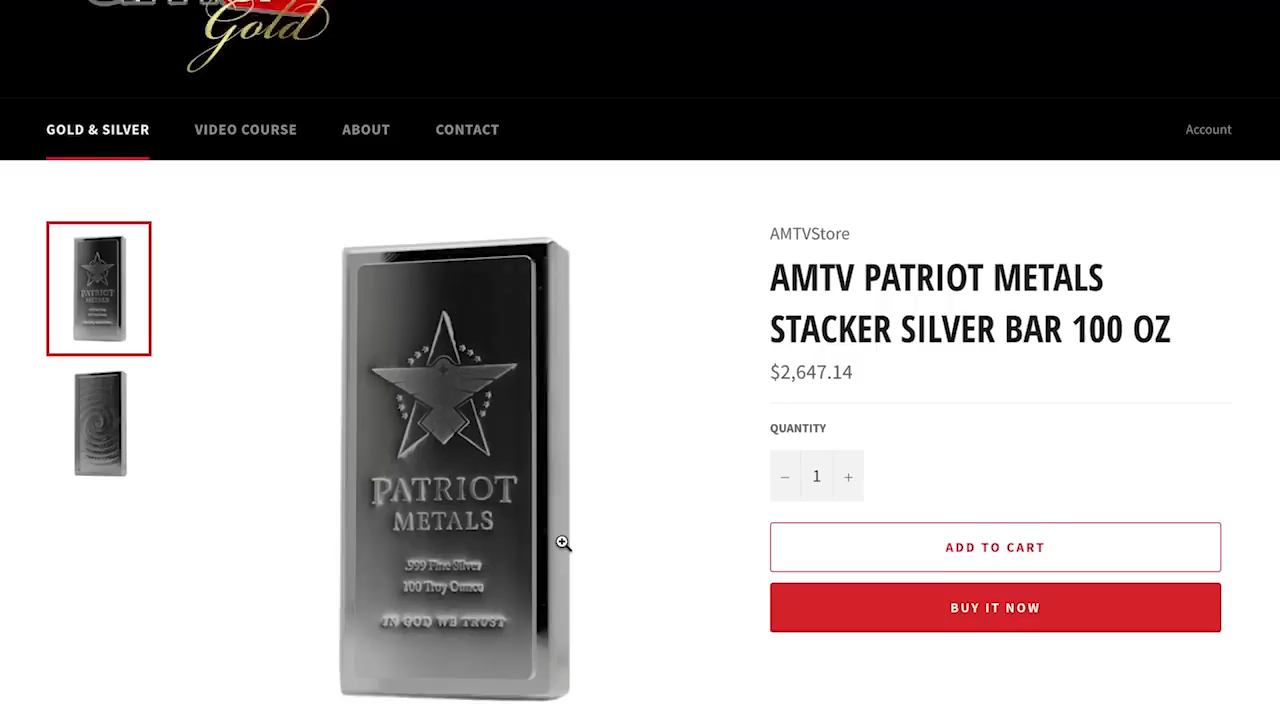 Gold
GOLD & SILVER
VIDEO COURSE
ABOUT
CONTACT
Account
PATRIOT
METALS
.999 Fine Silver
100 Troy Ounce
IN GOD WE TRUST
AMTVStore
AMTV PATRIOT METALS
STACKER SILVER BAR 100 OZ
$2,647.14
QUANTITY
− 1 +
ADD TO CART
BUY IT NOW